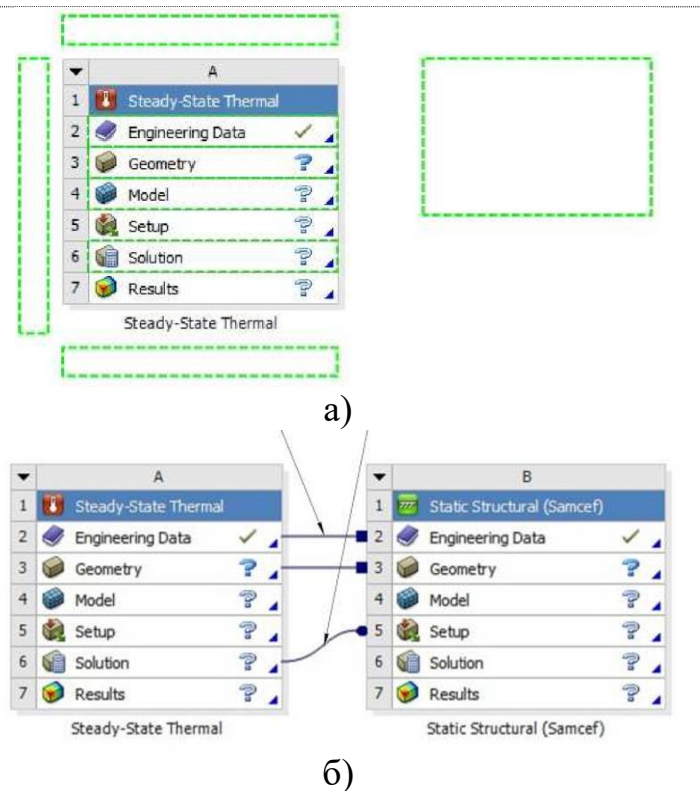 A
1 Steady-State Thermal
2 Engineering Data
3 Geometry
4 Model
5 Setup
6 Solution
7 Results
Steady-State Thermal
а)
A
1 Steady-State Thermal
2 Engineering Data
3 Geometry
4 Model
5 Setup
6 Solution
7 Results
Steady-State Thermal
B
1 Static Structural (Samcef)
2 Engineering Data
3 Geometry
4 Model
5 Setup
6 Solution
7 Results
Static Structural (Samcef)
б)